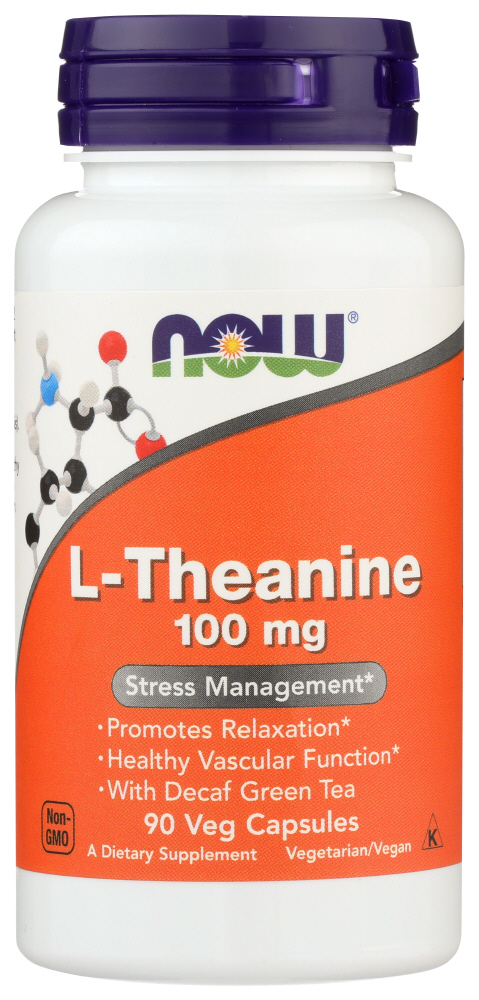 now®
L-Theanine
100 mg
Stress Management*
•Promotes Relaxation*
•Healthy Vascular Function*
•With Decaf Green Tea
90 Veg Capsules
Non-
GMO
A Dietary Supplement Vegetarian/Vegan
K